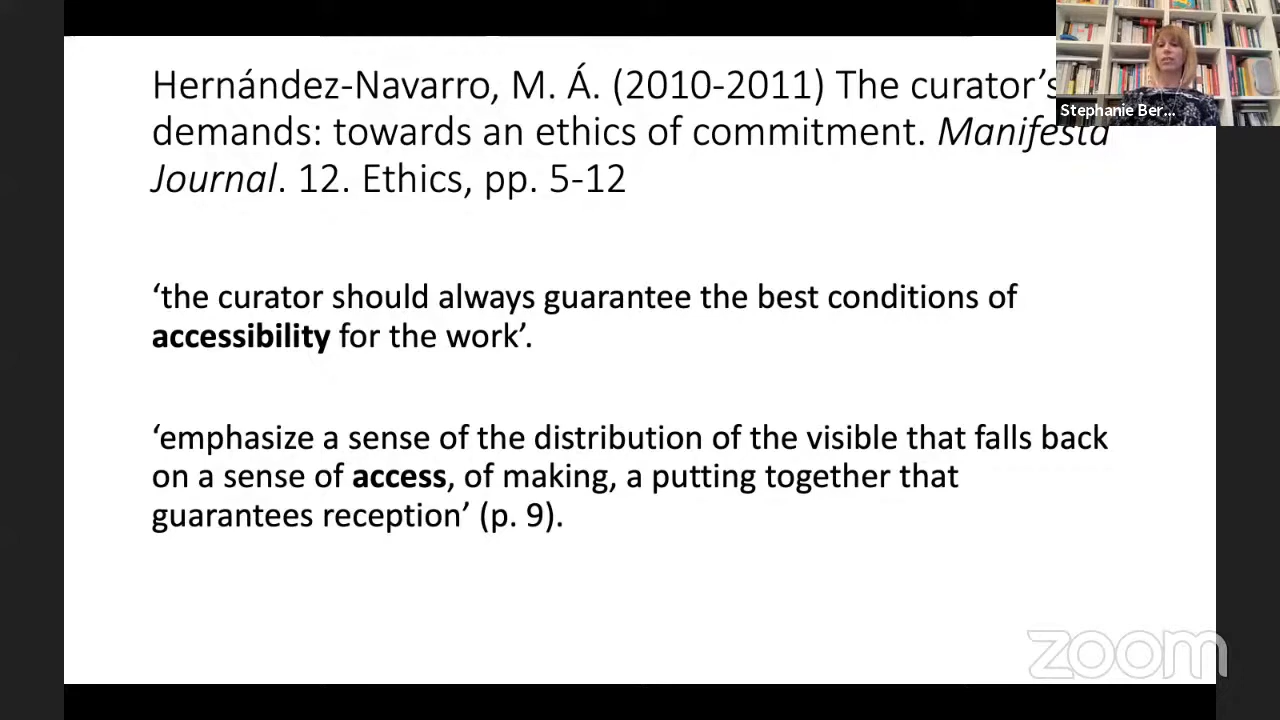 Hernández-Navarro, M. Á. (2010-2011) The curator's
demands: towards an ethics of commitment. Manifesta
Journal. 12. Ethics, pp. 5-12
Stephanie Ber...
‘the curator should always guarantee the best conditions of
accessibility for the work’.
‘emphasize a sense of the distribution of the visible that falls back
on a sense of access, of making, a putting together that
guarantees reception’ (p. 9).
zoom